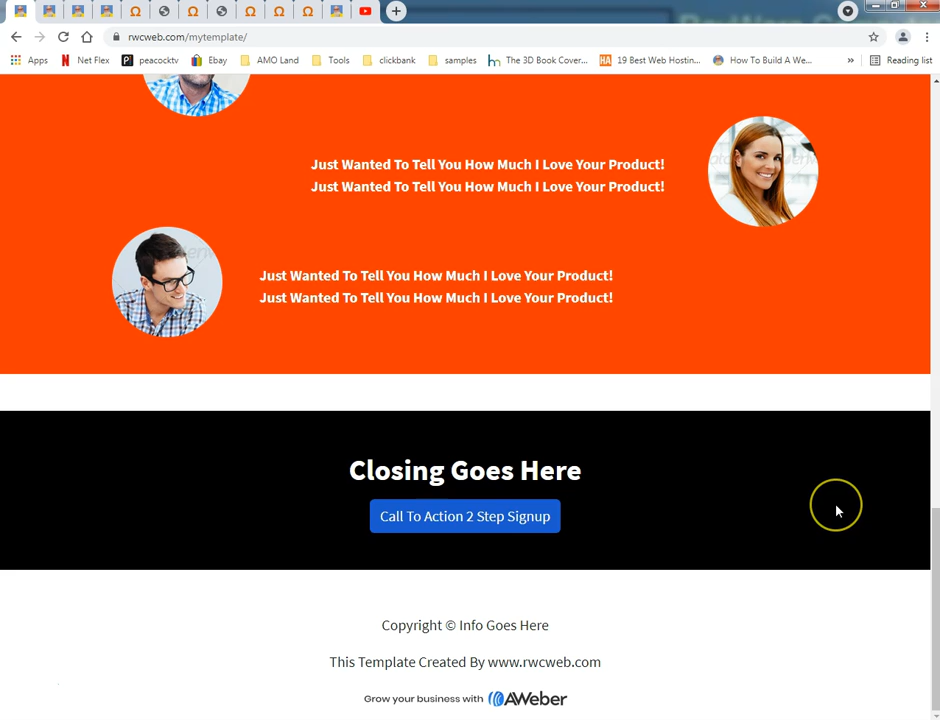 rwcweb.com/mytemplate/
Apps
Net Flex
peacocktv
Ebay
AMO Land
Tools
clickbank
samples
The 3D Book Cover...
19 Best Web Hostin...
How To Build A We...
»
Reading list
Just Wanted To Tell You How Much I Love Your Product!
Just Wanted To Tell You How Much I Love Your Product!
Just Wanted To Tell You How Much I Love Your Product!
Just Wanted To Tell You How Much I Love Your Product!
Closing Goes Here
Call To Action 2 Step Signup
Copyright © Info Goes Here
This Template Created By www.rwcweb.com
Grow your business with AWeber